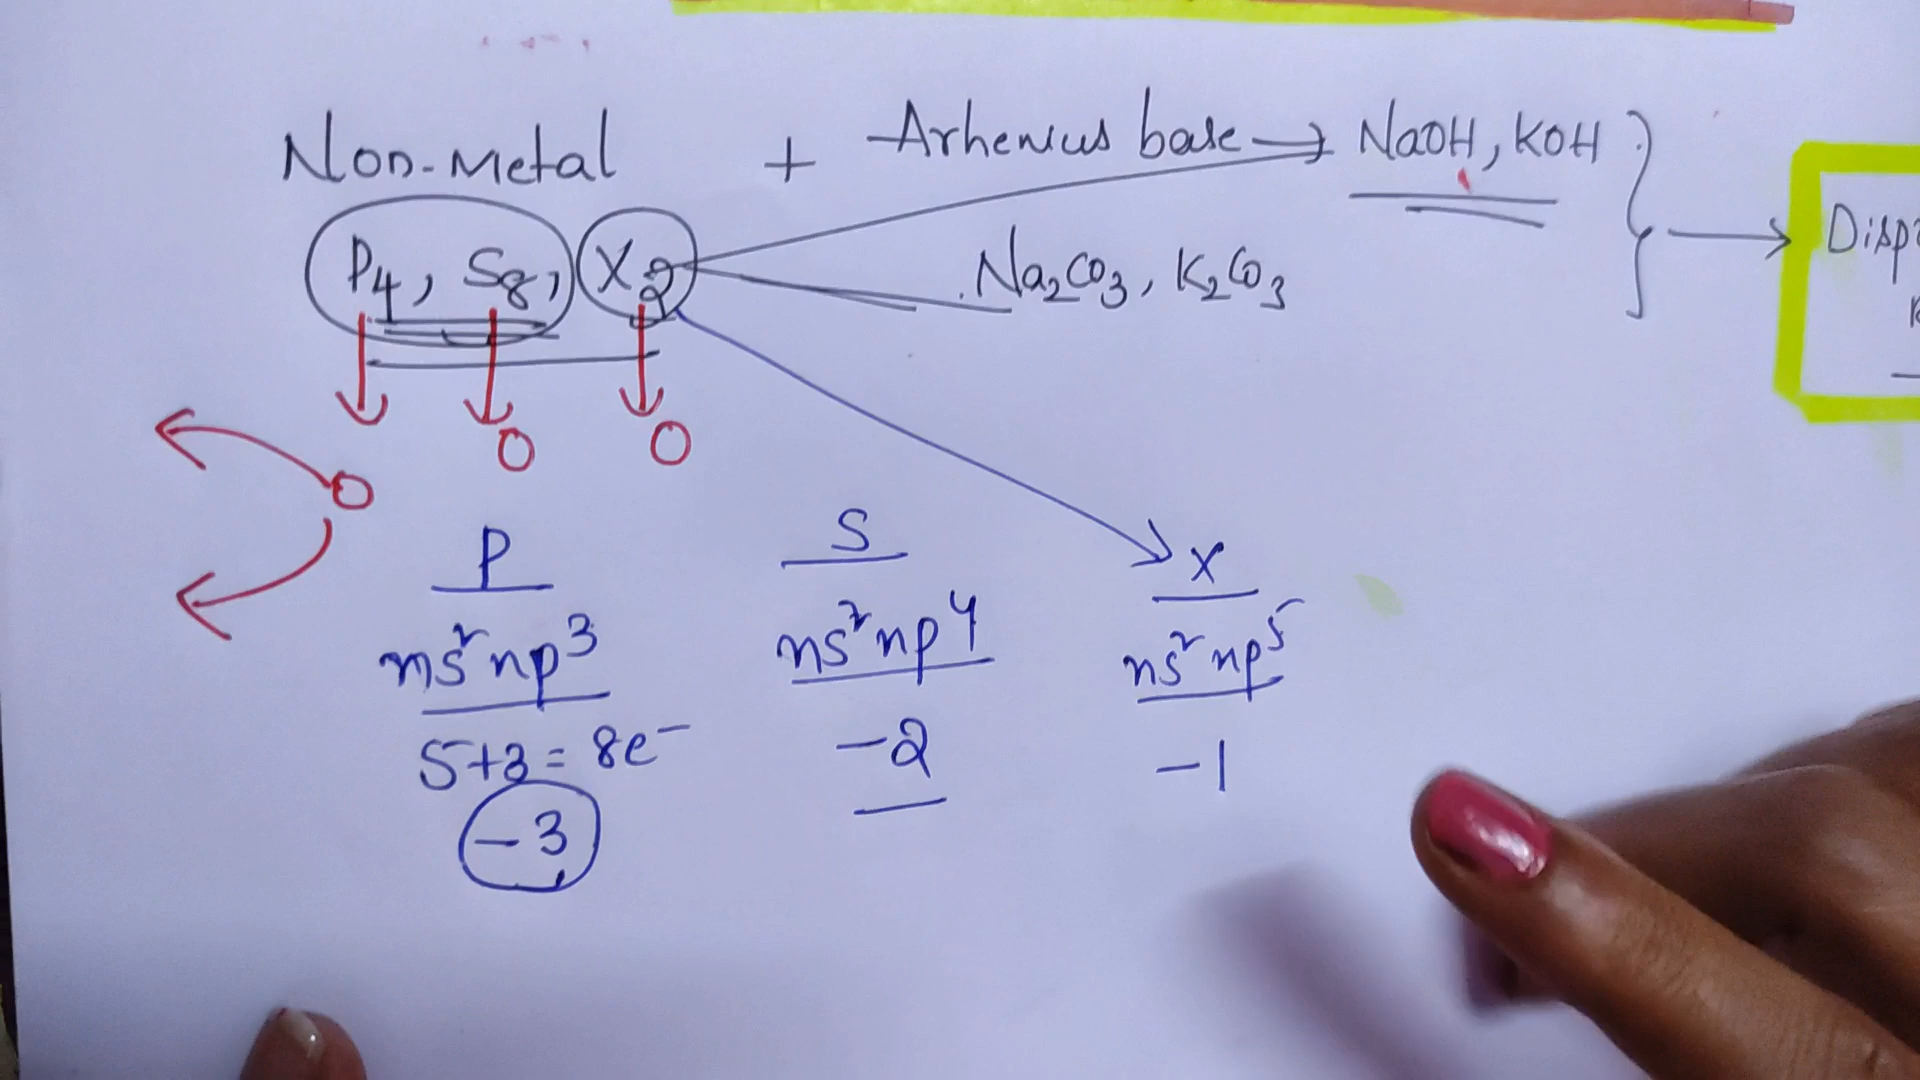 Non-Metal + Arhenius base → NaOH, KOH
P4, S8, X2 Na2CO3, K2CO3 → Disp
0 0 0
P S X
ns²np³ ns²np⁴ ns²np⁵
5+3 = 8e⁻ -2 -1
-3